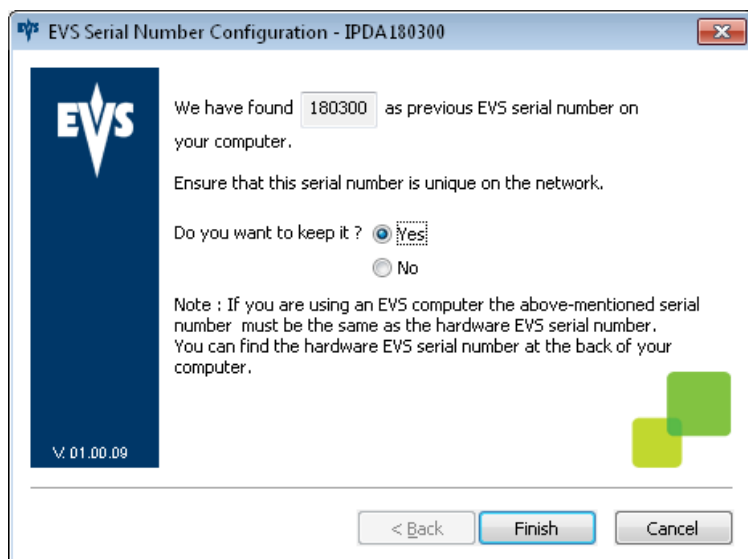 EVS Serial Number Configuration - IPDA180300
EVS
We have found 180300 as previous EVS serial number on
your computer.
Ensure that this serial number is unique on the network.
Do you want to keep it ? Yes
No
Note : If you are using an EVS computer the above-mentioned serial
number must be the same as the hardware EVS serial number.
You can find the hardware EVS serial number at the back of your
computer.
V. 01.00.09
< Back Finish Cancel